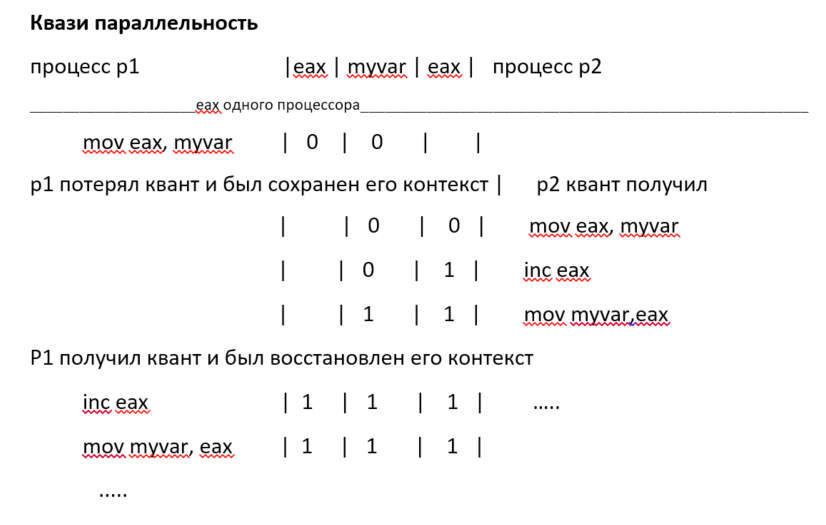 Квази параллельность
процесс p1 |eax | myvar | eax | процесс p2
____________________eax одного процессора______________________________________________________
mov eax, myvar | 0 | 0 | |
p1 потерял квант и был сохранен его контекст | p2 квант получил
| | 0 | 0 | mov eax, myvar
| | 0 | 1 | inc eax
| | 1 | 1 | mov myvar,eax
P1 получил квант и был восстановлен его контекст
inc eax | 1 | 1 | 1 | …..
mov myvar, eax | 1 | 1 | 1 |
…..